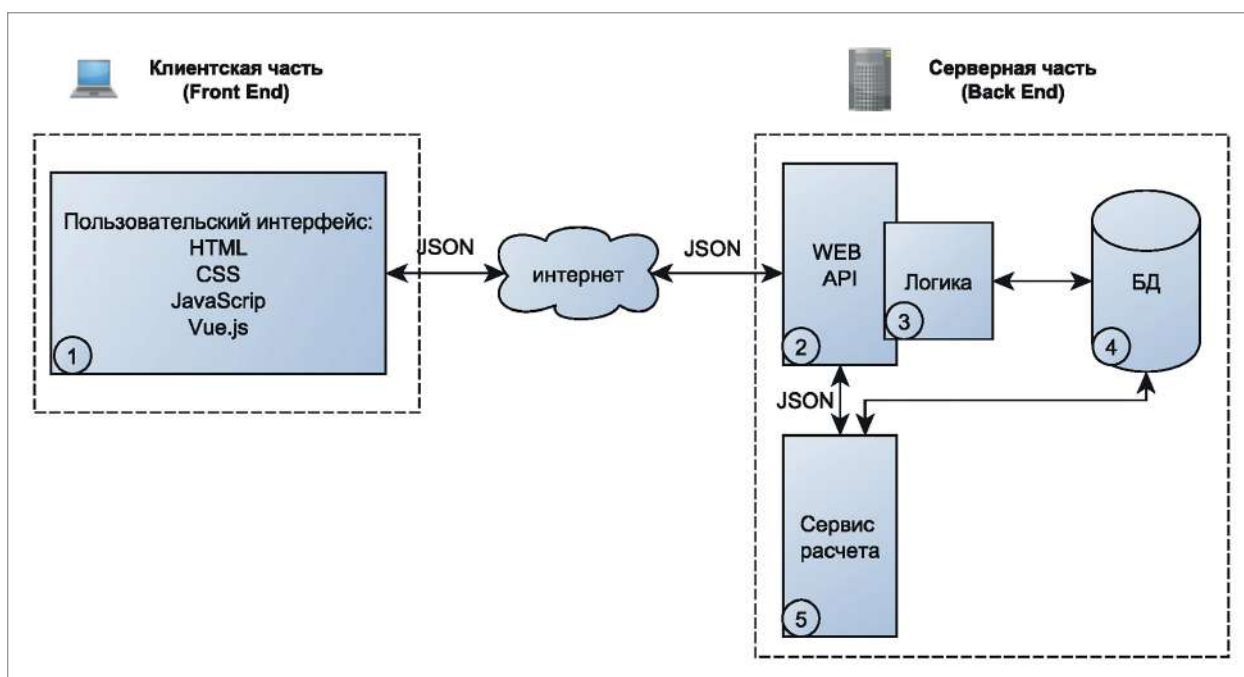 Клиентская часть
(Front End)
Серверная часть
(Back End)
Пользовательский интерфейс:
HTML
CSS
JavaScrip
Vue.js
1
JSON
интернет
JSON
WEB
API
2
Логика
3
БД
4
JSON
Сервис
расчета
5